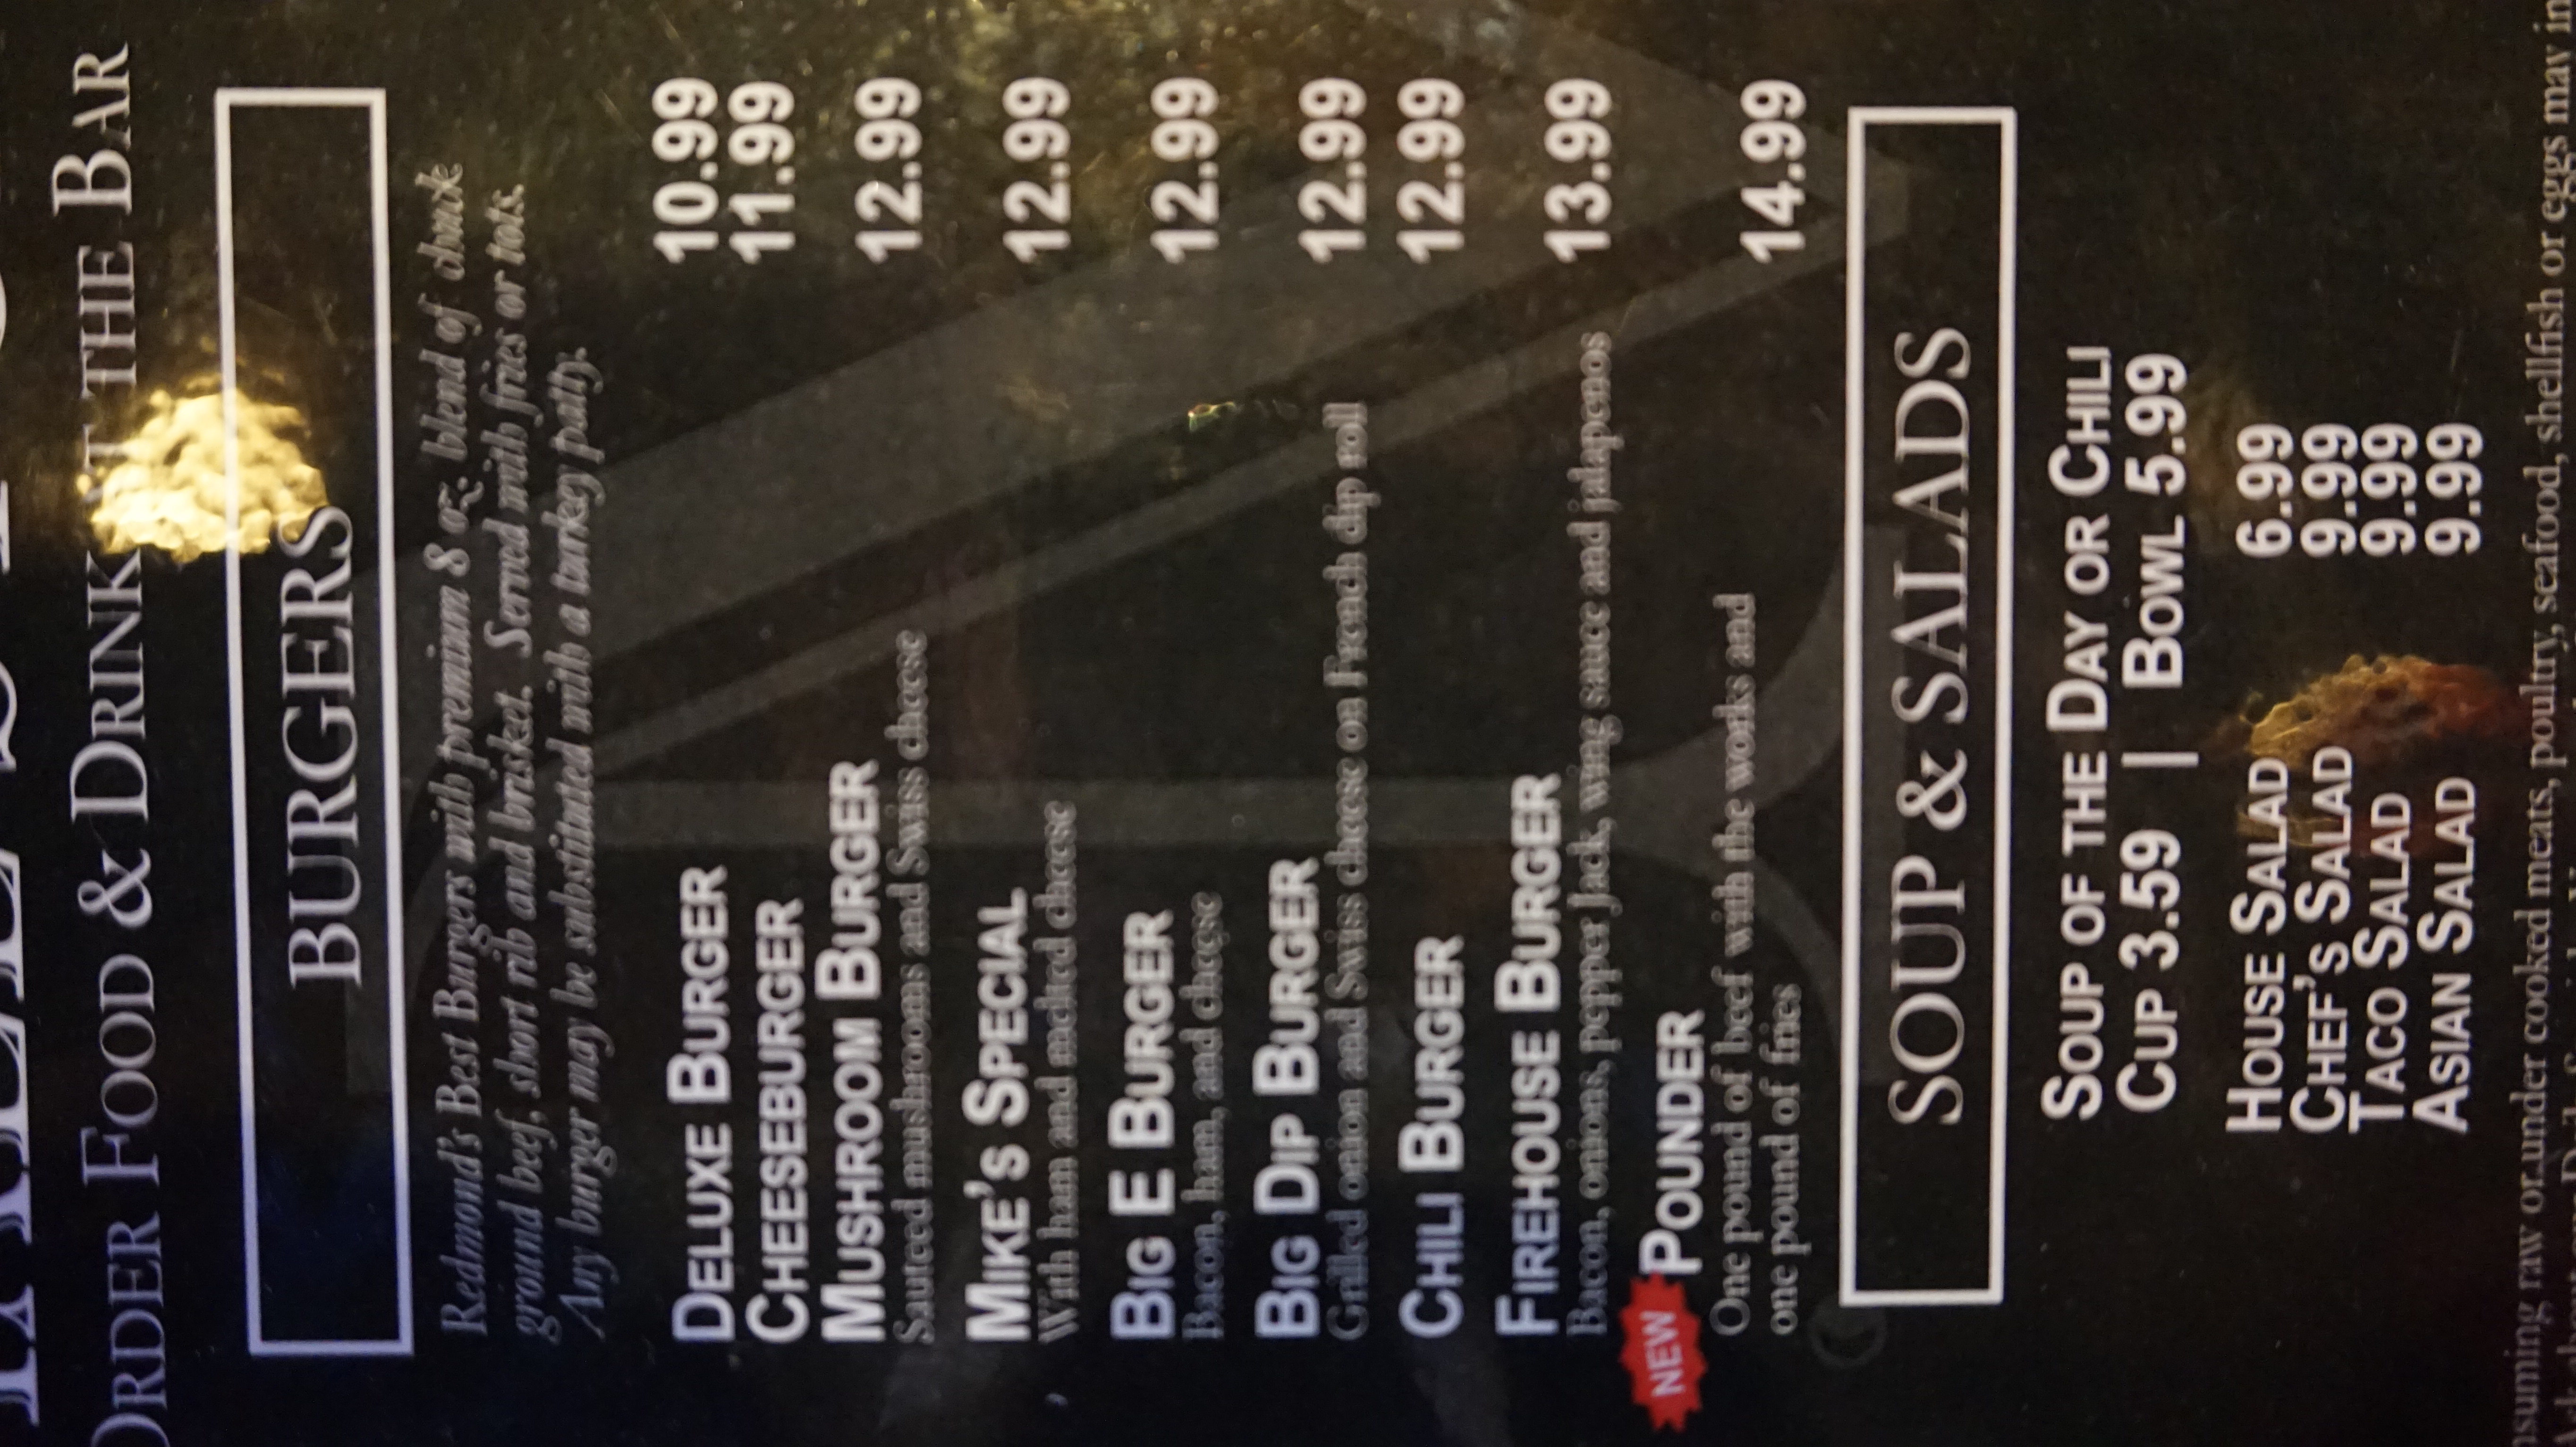 ORDER FOOD & DRINK AT THE BAR
BURGERS
Redmond's Best Burgers with premium 8 oz. blend of chuck
ground beef, short rib and brisket. Served with fries or tots.
Any burger may be substituted with a turkey patty.
DELUXE BURGER 10.99
CHEESEBURGER 11.99
MUSHROOM BURGER
Sauteed mushrooms and Swiss cheese 12.99
MIKE'S SPECIAL
With ham and melted cheese 12.99
BIG E BURGER
Bacon, ham, and cheese 12.99
BIG DIP BURGER
Grilled onion and Swiss cheese on French dip roll 12.99
CHILI BURGER 12.99
FIREHOUSE BURGER
Bacon, onions, pepper Jack, wing sauce and jalapenos 13.99
NEW POUNDER
One pound of beef with the works and
one pound of fries 14.99
SOUP & SALADS
SOUP OF THE DAY OR CHILI
CUP 3.59 | BOWL 5.99
HOUSE SALAD 6.99
CHEF'S SALAD 9.99
TACO SALAD 9.99
ASIAN SALAD 9.99
nsuming raw or under cooked meats, poultry, seafood, shellfish or eggs may in